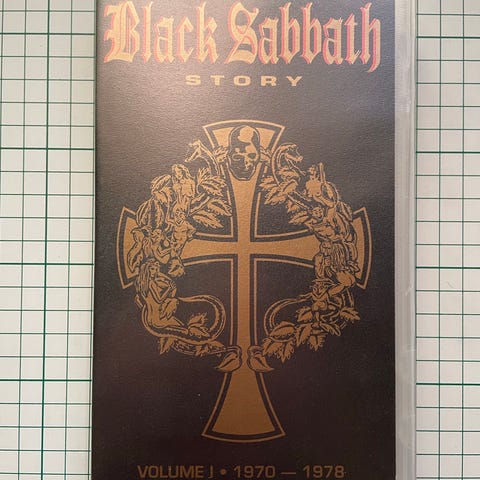 Black Sabbath
STORY
VOLUME I • 1970 — 1978